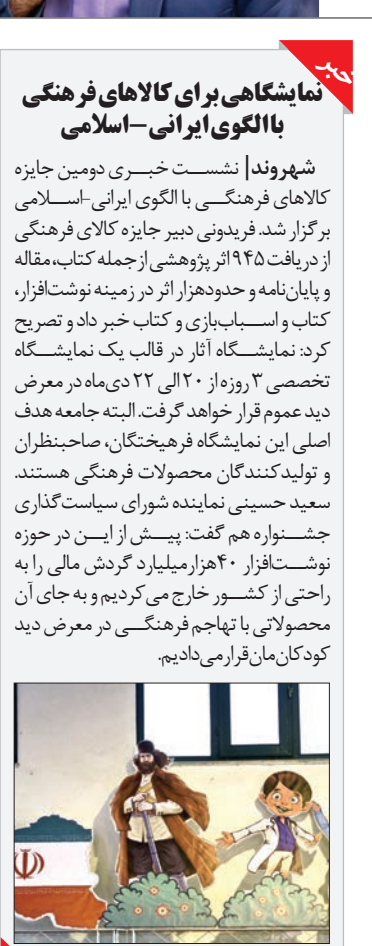 خبر
نمایشگاهی برای کالاهای فرهنگی
با الگوی ایرانی-اسلامی
شهروند| نشست خبری دومین جایزه
کالاهای فرهنگی با الگوی ایرانی-اسلامی
برگزار شد. فریدونی دبیر جایزه کالای فرهنگی
از دریافت ۹۴۵ اثر پژوهشی از جمله کتاب، مقاله
و پایان‌نامه و حدود هزار اثر در زمینه نوشت‌افزار،
کتاب و اسباب‌بازی و کتاب خبر داد و تصریح
کرد: نمایشگاه آثار در قالب یک نمایشگاه
تخصصی ۳ روزه از ۲۰ الی ۲۲ دی‌ماه در معرض
دید عموم قرار خواهد گرفت. البته جامعه هدف
اصلی این نمایشگاه فرهیختگان، صاحبنظران
و تولیدکنندگان محصولات فرهنگی هستند.
سعید حسینی نماینده شورای سیاست‌گذاری
جشنواره هم گفت: پیش از این در حوزه
نوشت‌افزار ۴۰هزارمیلیارد گردش مالی را به
راحتی از کشور خارج می‌کردیم و به جای آن
محصولاتی با تهاجم فرهنگی در معرض دید
کودکان‌مان قرار می‌دادیم.